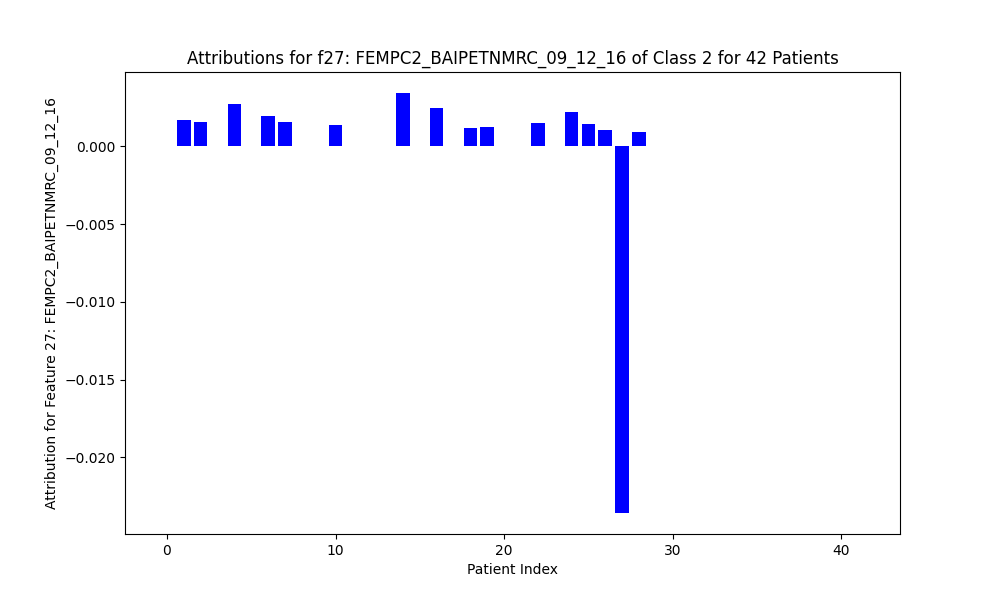 Attributions for f27: FEMPC2_BAIPETNMRC_09_12_16 of Class 2 for 42 Patients
Attribution for Feature 27: FEMPC2_BAIPETNMRC_09_12_16
0.000
−0.005
−0.010
−0.015
−0.020
0 10 20 30 40
Patient Index